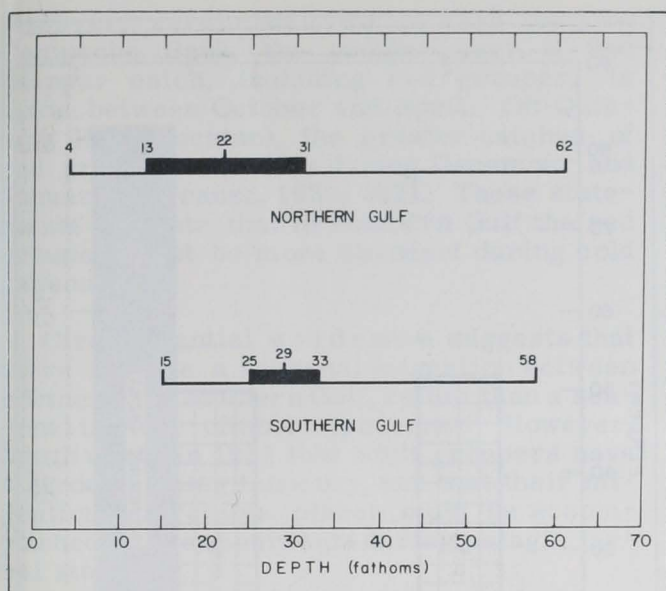 4 13 22 31 62
NORTHERN GULF
15 25 29 33 58
SOUTHERN GULF
0 10 20 30 40 50 60 70
DEPTH (fathoms)